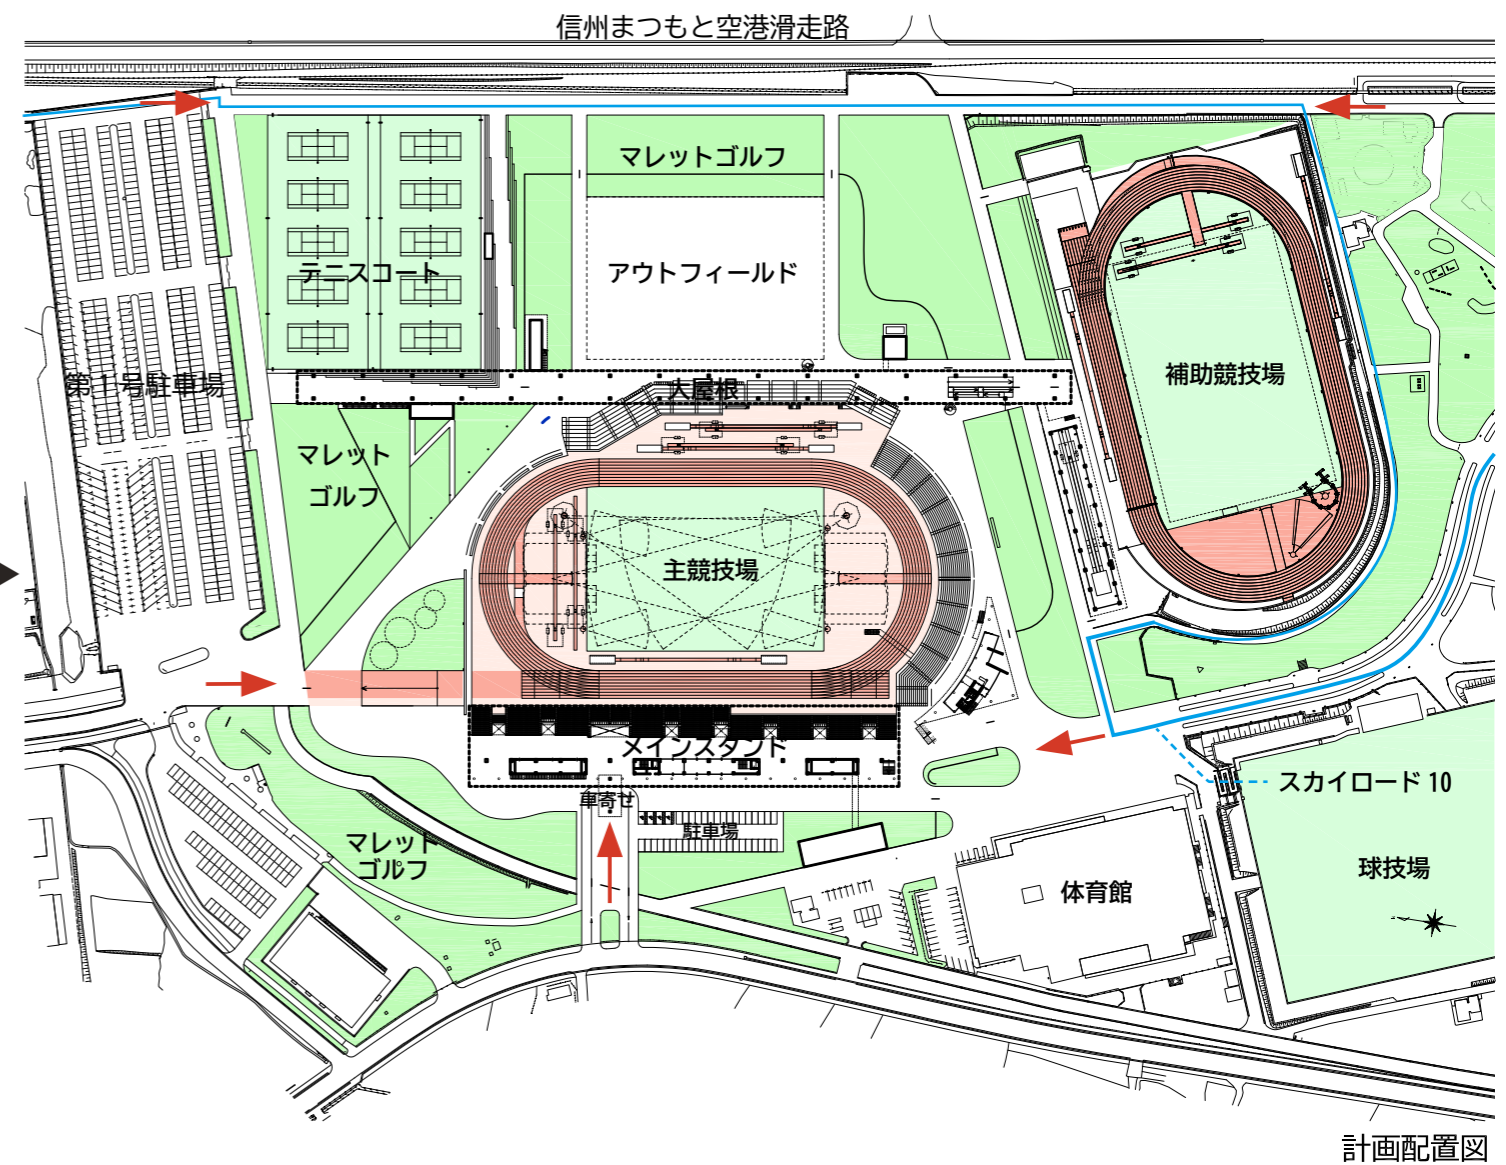 信州まつもと空港滑走路
マレットゴルフ
テニスコート
アウトフィールド
補助競技場
第1号駐車場
大屋根
マレット
ゴルフ
主競技場
メインスタンド
スカイロード 10
車寄せ
駐車場
マレット
ゴルフ
体育館
球技場
計画配置図